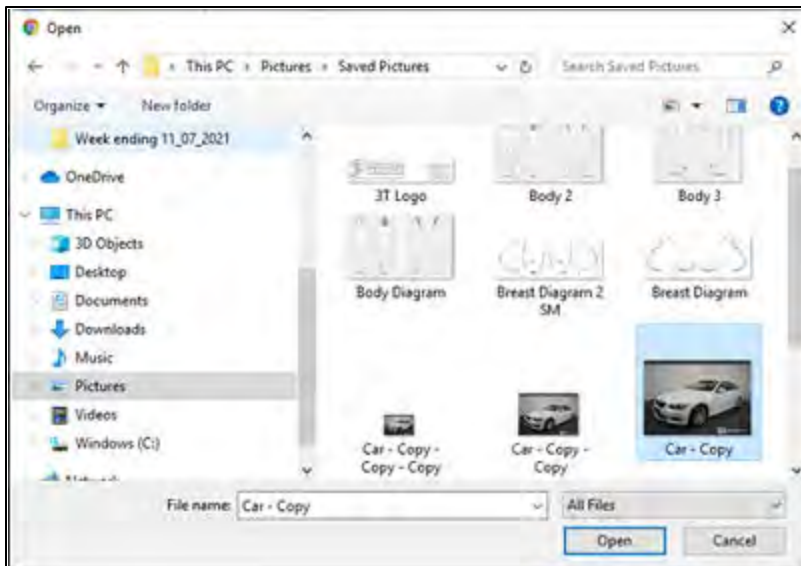 Open
This PC › Pictures › Saved Pictures
Search Saved Pictures
Organize
New folder
Week ending 11_07_2021
OneDrive
This PC
3D Objects
Desktop
Documents
Downloads
Music
Pictures
Videos
Windows (C:)
3T Logo
Body 2
Body 3
Body Diagram
Breast Diagram 2
SM
Breast Diagram
Car - Copy -
Copy - Copy
Car - Copy -
Copy
Car - Copy
File name: Car - Copy
All Files
Open
Cancel